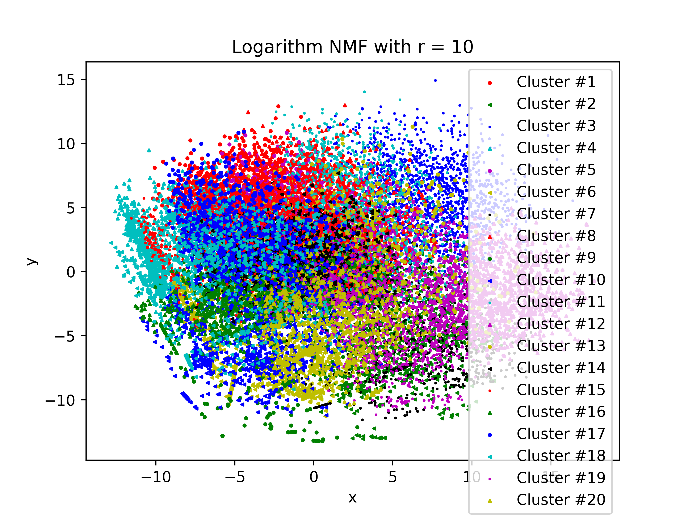 Logarithm NMF with r = 10
15
10
5
0
−5
−10
y
−10
−5
0
5
10
15
x
Cluster #1
Cluster #2
Cluster #3
Cluster #4
Cluster #5
Cluster #6
Cluster #7
Cluster #8
Cluster #9
Cluster #10
Cluster #11
Cluster #12
Cluster #13
Cluster #14
Cluster #15
Cluster #16
Cluster #17
Cluster #18
Cluster #19
Cluster #20